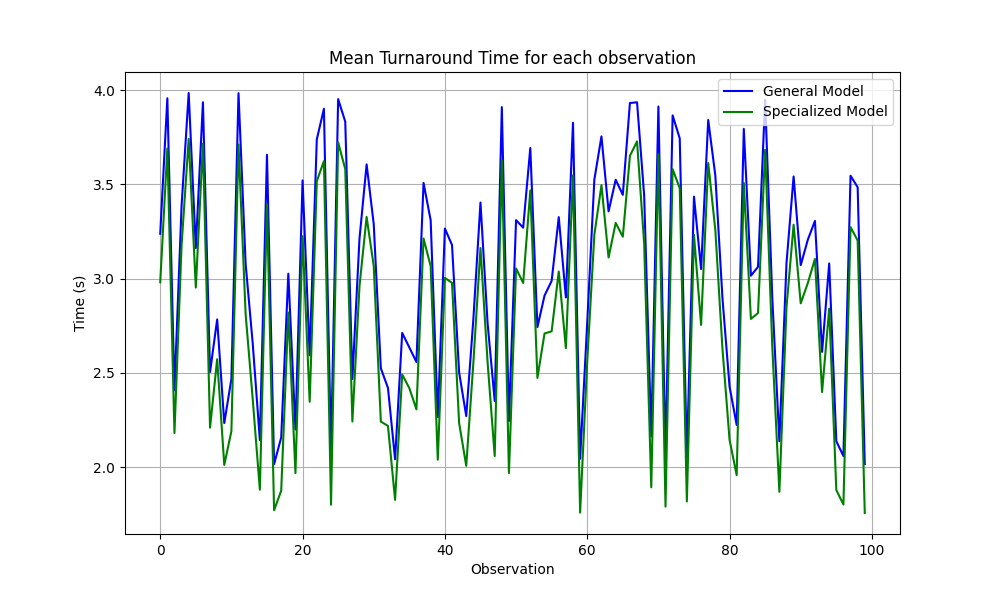 Mean Turnaround Time for each observation
General Model
Specialized Model
Time (s)
4.0
3.5
3.0
2.5
2.0
0 20 40 60 80 100
Observation